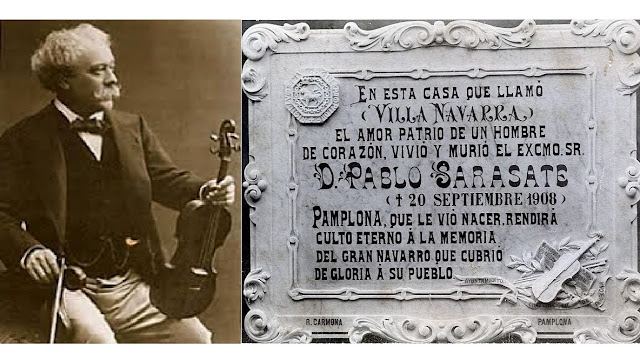 EN ESTA CASA QUE LLAMÓ
(VILLA NAVARRA)
EL AMOR PATRIO DE UN HOMBRE
DE CORAZÓN, VIVIÓ Y MURIÓ EL EXCMO. SR.
D. PABLO SARASATE
(† 20 SEPTIEMBRE 1908)
PAMPLONA, QUE LE VIÓ NACER, RENDIRÁ
CULTO ETERNO Á LA MEMORIA
DEL GRAN NAVARRO QUE CUBRIÓ
DE GLORIA Á SU PUEBLO
AYUNTAMIENTO
R. CARMONA
PAMPLONA